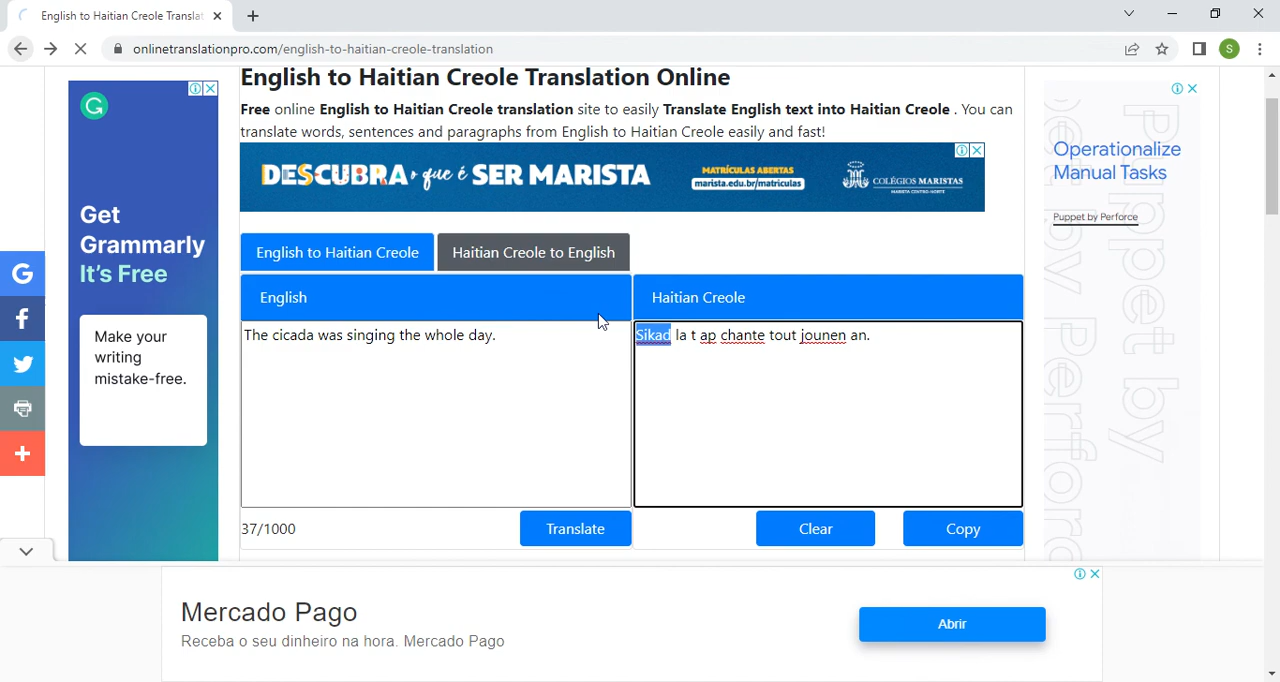 English to Haitian Creole Translat
onlinetranslationpro.com/english-to-haitian-creole-translation
S
English to Haitian Creole Translation Online
Free online English to Haitian Creole translation site to easily Translate English text into Haitian Creole . You can
translate words, sentences and paragraphs from English to Haitian Creole easily and fast!
DESCUBRA o que é SER MARISTA
MATRÍCULAS ABERTAS
marista.edu.br/matriculas
COLÉGIOS MARISTAS
MARISTA CENTRO-NORTE
G
Get
Grammarly
It's Free
Make your
writing
mistake-free.
Operationalize
Manual Tasks
Puppet by Perforce
Puppet by Perforce
English to Haitian Creole
Haitian Creole to English
English
Haitian Creole
The cicada was singing the whole day.
Sikad la t ap chante tout jounen an.
37/1000
Translate
Clear
Copy
G
f
Mercado Pago
Receba o seu dinheiro na hora. Mercado Pago
Abrir